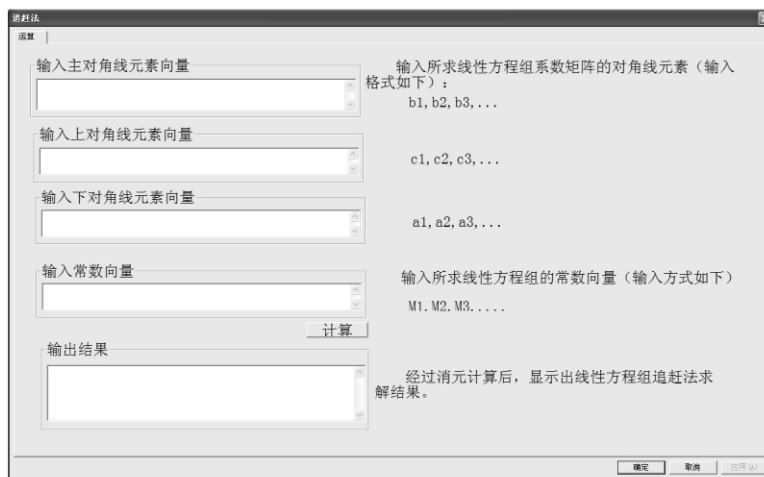 追赶法
运算
输入主对角线元素向量
输入所求线性方程组系数矩阵的对角线元素（输入
格式如下）：
b1,b2,b3,...
输入上对角线元素向量
c1,c2,c3,...
输入下对角线元素向量
a1,a2,a3,...
输入常数向量
输入所求线性方程组的常数向量（输入方式如下）
M1.M2.M3.....
计算
输出结果
经过消元计算后，显示出线性方程组追赶法求
解结果。
确定
取消
应用(A)